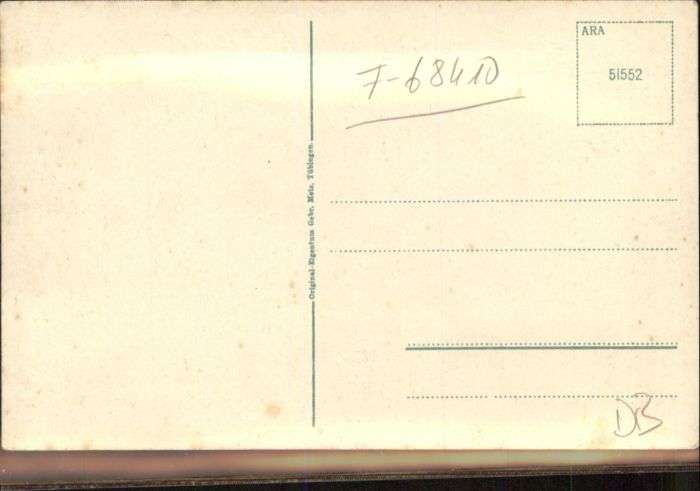 ARA
51552
F-68410
Original-Eigentum Gebr. Metz, Tübingen.
DB